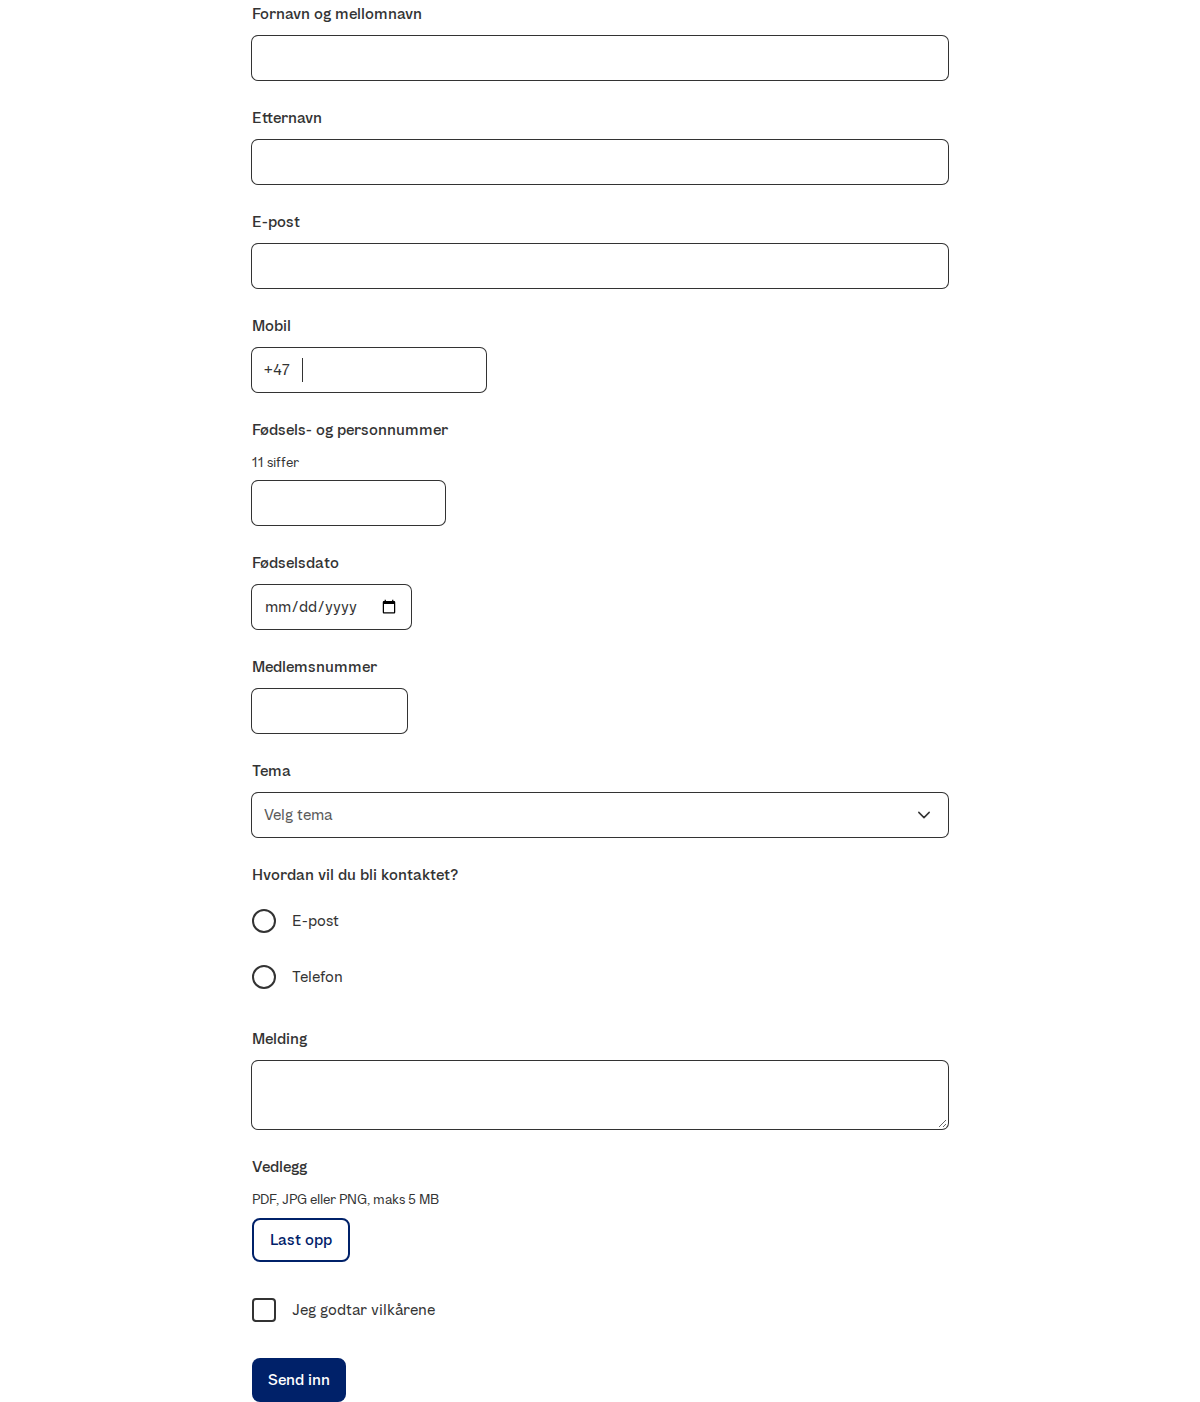 Fornavn og mellomnavn
Etternavn
E-post
Mobil
+47
Fødsels- og personnummer
11 siffer
Fødselsdato
mm/dd/yyyy
Medlemsnummer
Tema
Velg tema
Hvordan vil du bli kontaktet?
E-post
Telefon
Melding
Vedlegg
PDF, JPG eller PNG, maks 5 MB
Last opp
Jeg godtar vilkårene
Send inn